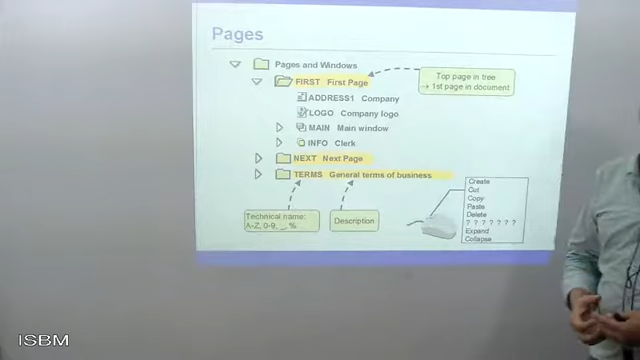 Pages
Pages and Windows
FIRST First Page
Top page in tree
→ 1st page in document
ADDRESS1 Company
LOGO Company logo
MAIN Main window
INFO Clerk
NEXT Next Page
TERMS General terms of business
Technical name:
A-Z, 0-9, _, %
Description
Create
Cut
Copy
Paste
Delete
? ? ? ? ? ? ?
Expand
Collapse
ISBM